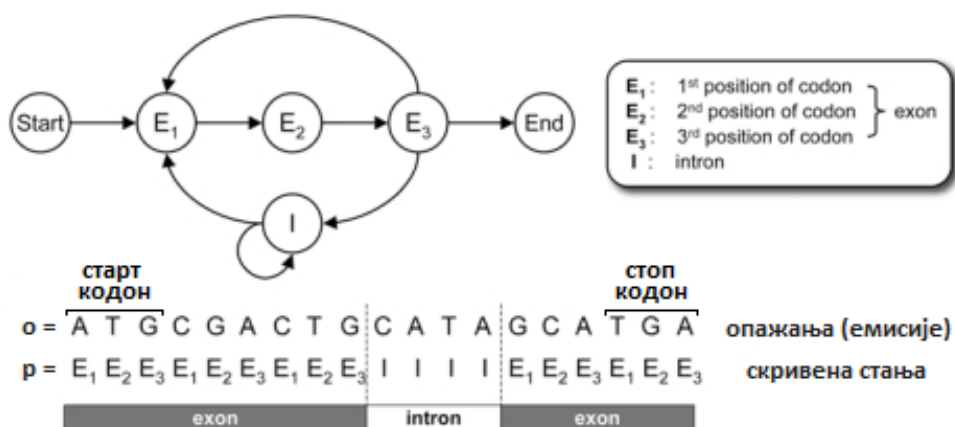 Start E₁ E₂ E₃ End
I
E₁ : 1st position of codon
E₂ : 2nd position of codon
E₃ : 3rd position of codon
exon
I : intron
старт кодон
стоп кодон
о = A T G C G A C T G C A T A G C A T G A опажања (емисије)
р = E₁ E₂ E₃ E₁ E₂ E₃ E₁ E₂ E₃ I I I I E₁ E₂ E₃ E₁ E₂ E₃ скривена стања
exon intron exon